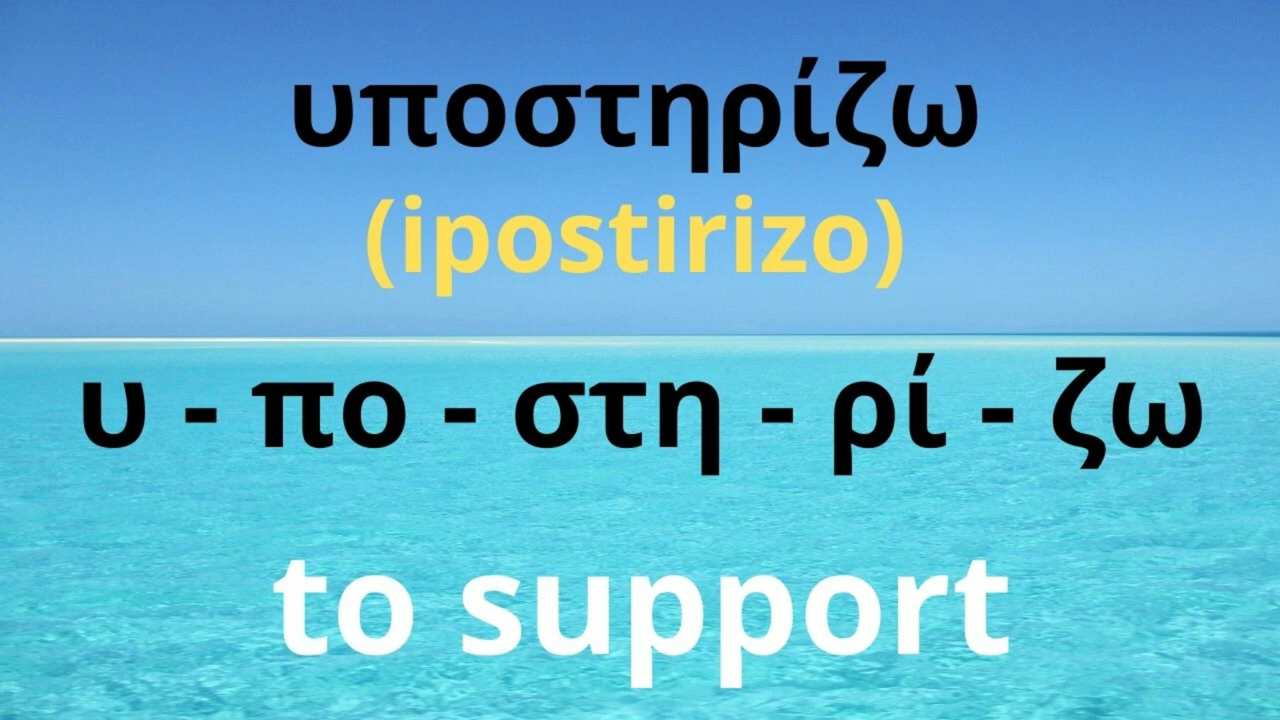 υποστηρίζω
(ipostirizo)
υ - πο - στη - ρί - ζω
to support